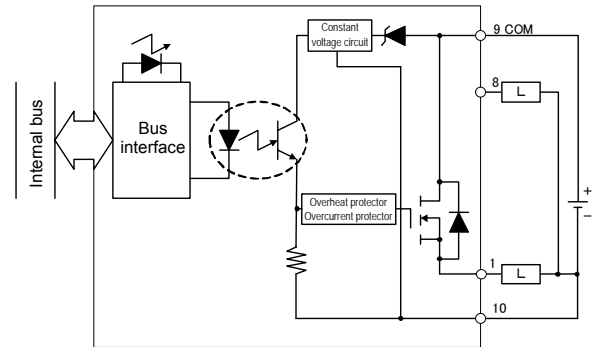 Constant
voltage circuit
9 COM
8
L
Internal bus
Bus
interface
+
−
Overheat protector
Overcurrent protector
1
L
10